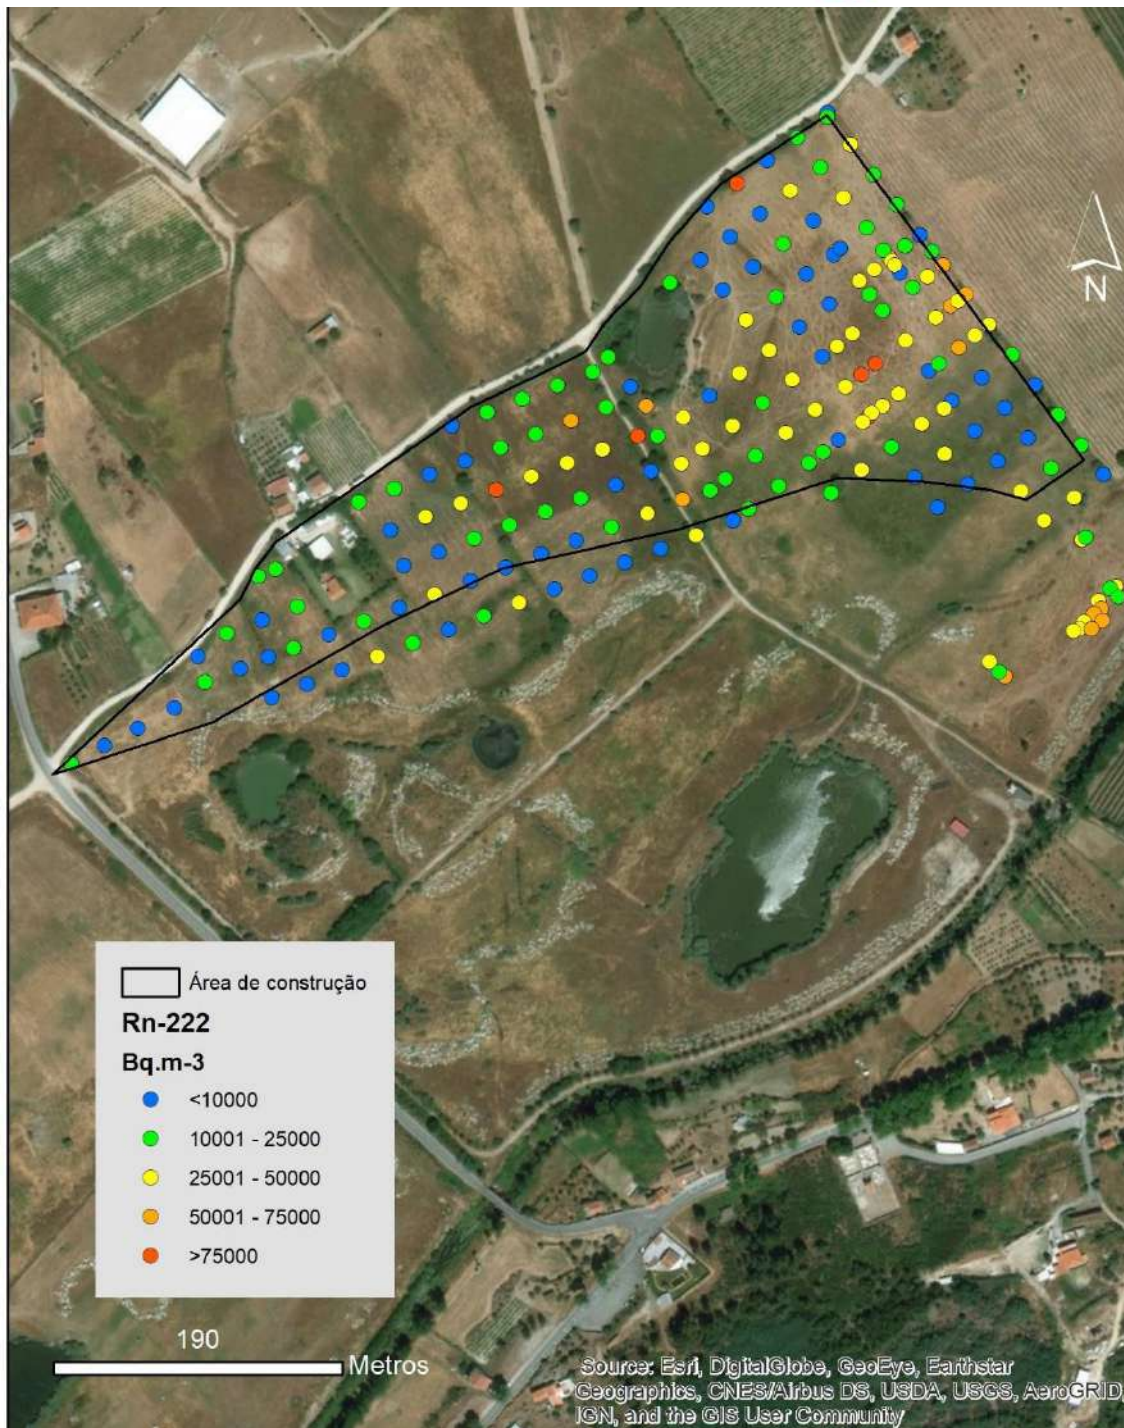 N
Área de construção
Rn-222
Bq.m-3
<10000
10001 - 25000
25001 - 50000
50001 - 75000
>75000
190
Metros
Source: Esri, DigitalGlobe, GeoEye, Earthstar
Geographics, CNES/Airbus DS, USDA, USGS, AeroGRID,
IGN, and the GIS User Community